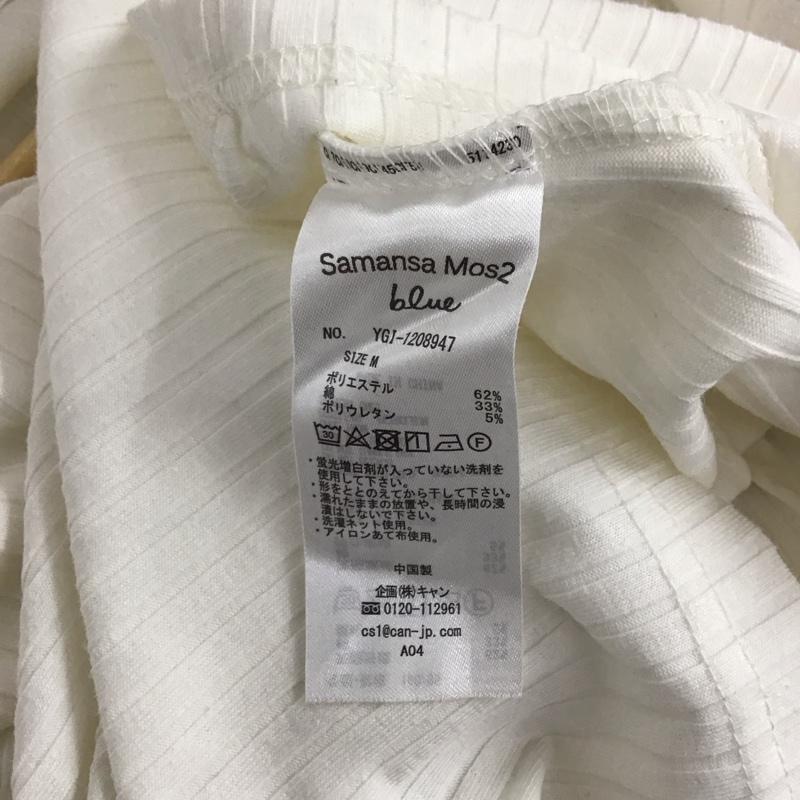 Samansa Mos2
blue
NO. YGI-1208947
SIZE M
ポリエステル 62%
綿 33%
ポリウレタン 5%
30 F
・蛍光増白剤が入っていない洗剤を
使用して下さい。
・形をととのえてから干して下さい。
・濡れたままの放置や、長時間の浸
漬はしないで下さい。
・洗濯ネット使用。
・アイロンあて布使用。
中国製
企画(株)キャン
0120-112961
cs1@can-jp.com
A04